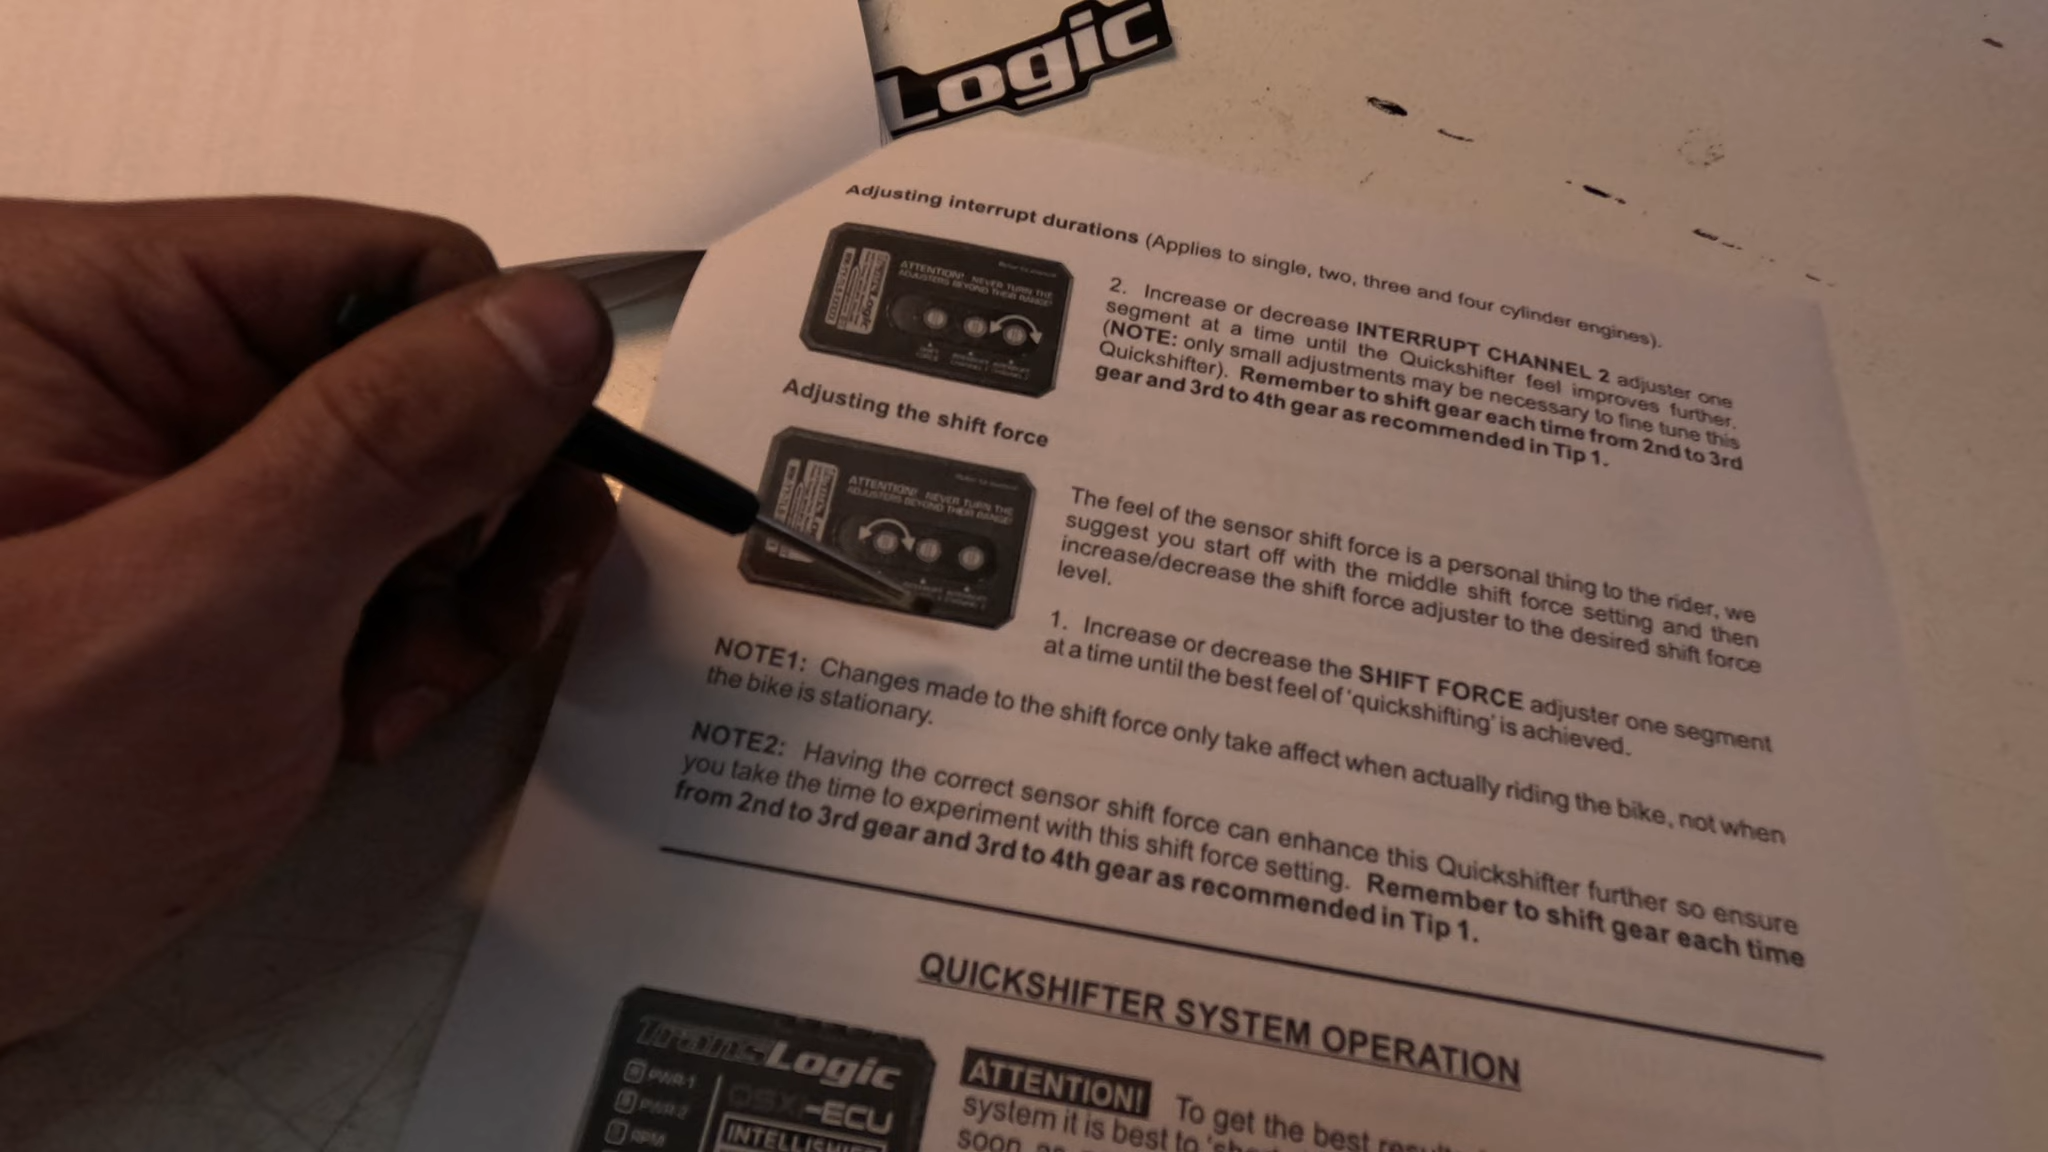 Logic
Adjusting interrupt durations (Applies to single, two, three and four cylinder engines).
ATTENTION! NEVER TURN THE
ADJUSTERS BEYOND THEIR RANGE!
2. Increase or decrease INTERRUPT CHANNEL 2 adjuster one
segment at a time until the Quickshifter feel improves further.
(NOTE: only small adjustments may be necessary to fine tune this
Quickshifter). Remember to shift gear each time from 2nd to 3rd
gear and 3rd to 4th gear as recommended in Tip 1.
Adjusting the shift force
ATTENTION! NEVER TURN THE
ADJUSTERS BEYOND THEIR RANGE!
The feel of the sensor shift force is a personal thing to the rider, we
suggest you start off with the middle shift force setting and then
increase/decrease the shift force adjuster to the desired shift force
level.
1. Increase or decrease the SHIFT FORCE adjuster one segment
at a time until the best feel of 'quickshifting' is achieved.
NOTE1: Changes made to the shift force only take affect when actually riding the bike, not when
the bike is stationary.
NOTE2: Having the correct sensor shift force can enhance this Quickshifter further so ensure
you take the time to experiment with this shift force setting. Remember to shift gear each time
from 2nd to 3rd gear and 3rd to 4th gear as recommended in Tip 1.
QUICKSHIFTER SYSTEM OPERATION
TransLogic
PWR-1
PWR-2
RPM
-ECU
ATTENTION! To get the best
system it is best to
soon as